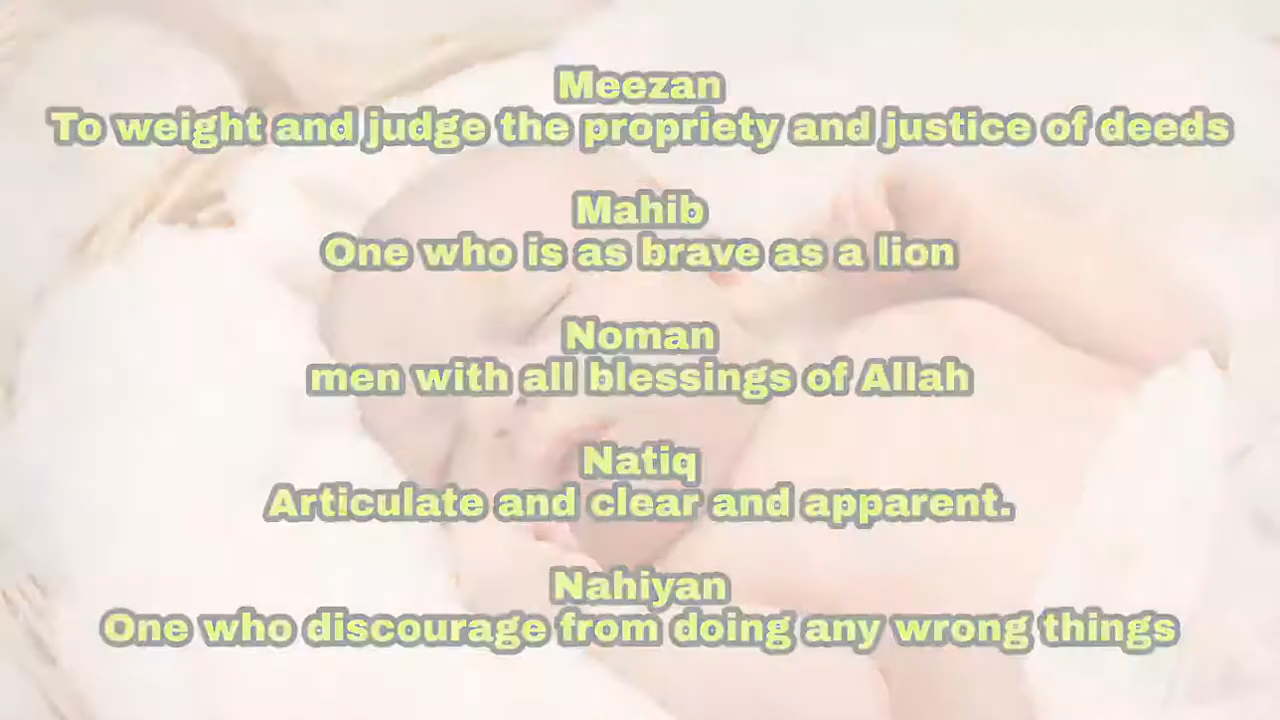 Meezan
To weight and judge the propriety and justice of deeds
Mahib
One who is as brave as a lion
Noman
men with all blessings of Allah
Natiq
Articulate and clear and apparent.
Nahiyan
One who discourage from doing any wrong things